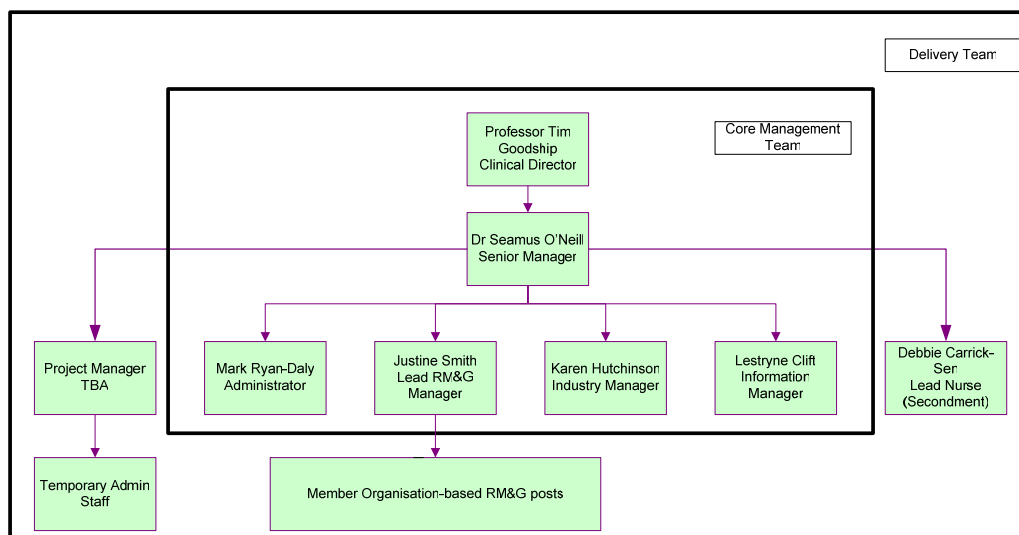 Delivery Team
Core Management
Team
Professor Tim
Goodship
Clinical Director
Dr Seamus O'Neill
Senior Manager
Project Manager
TBA
Mark Ryan-Daly
Administrator
Justine Smith
Lead RM&G
Manager
Karen Hutchinson
Industry Manager
Lestryne Clift
Information
Manager
Debbie Carrick-
Sen
Lead Nurse
(Secondment)
Temporary Admin
Staff
Member Organisation-based RM&G posts